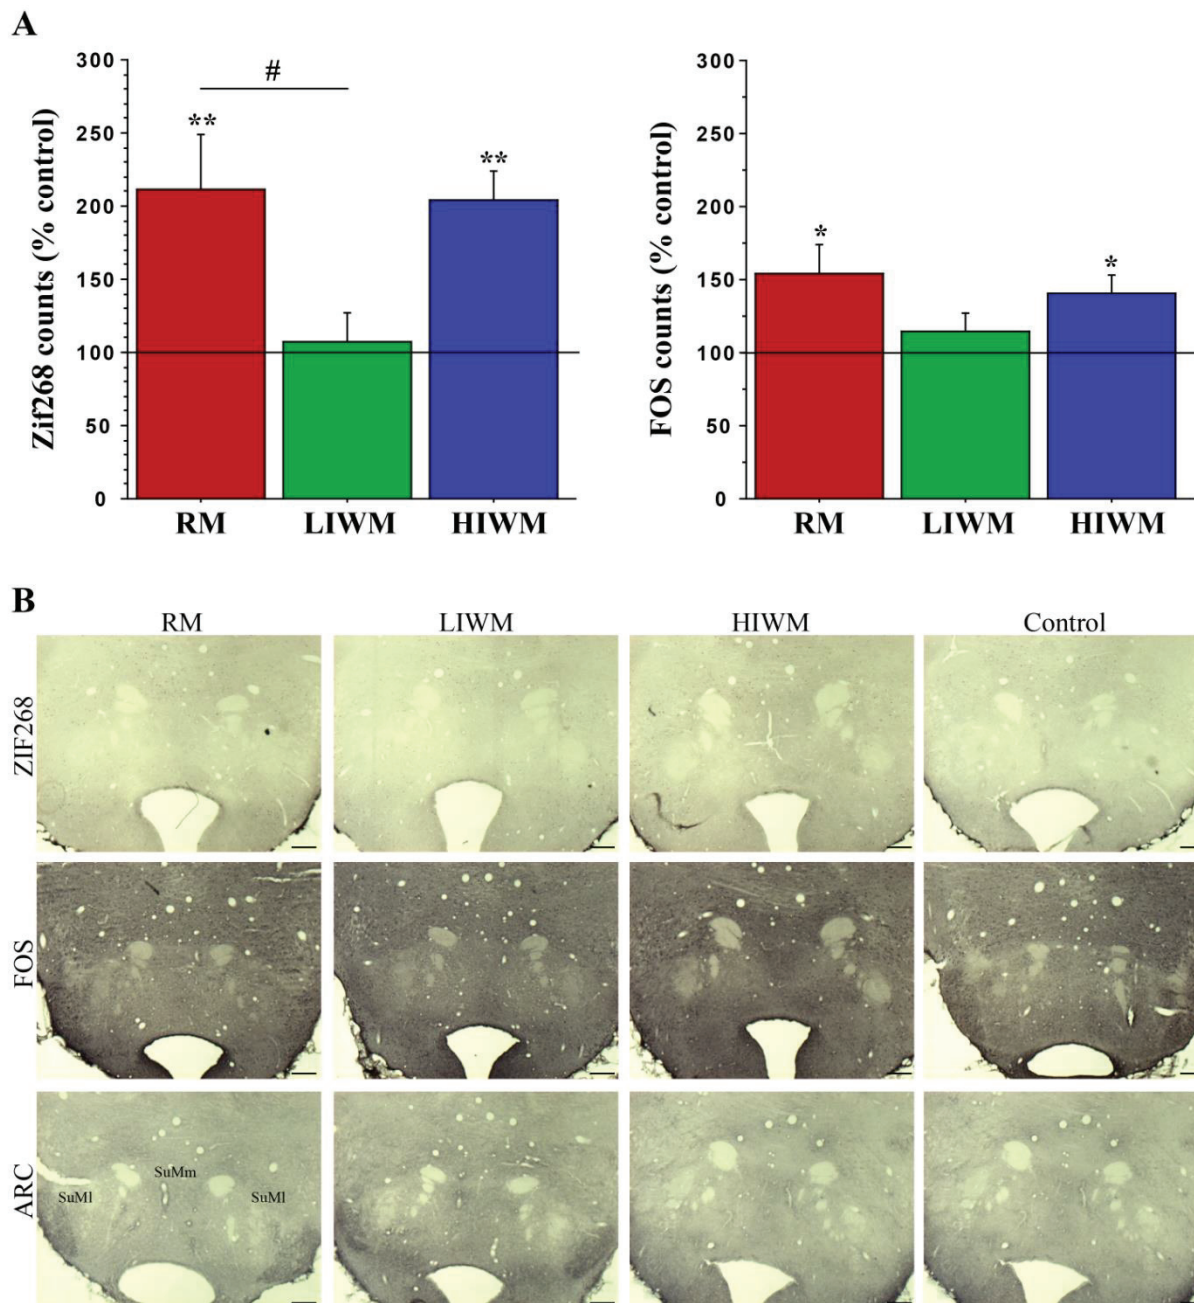 A
Zif268 counts (% control)
300
250
200
150
100
50
0
#
**
**
RM
LIWM
HIWM
FOS counts (% control)
300
250
200
150
100
50
0
*
*
RM
LIWM
HIWM
B
RM
LIWM
HIWM
Control
ZIF268
FOS
ARC
SuMl
SuMm
SuMl